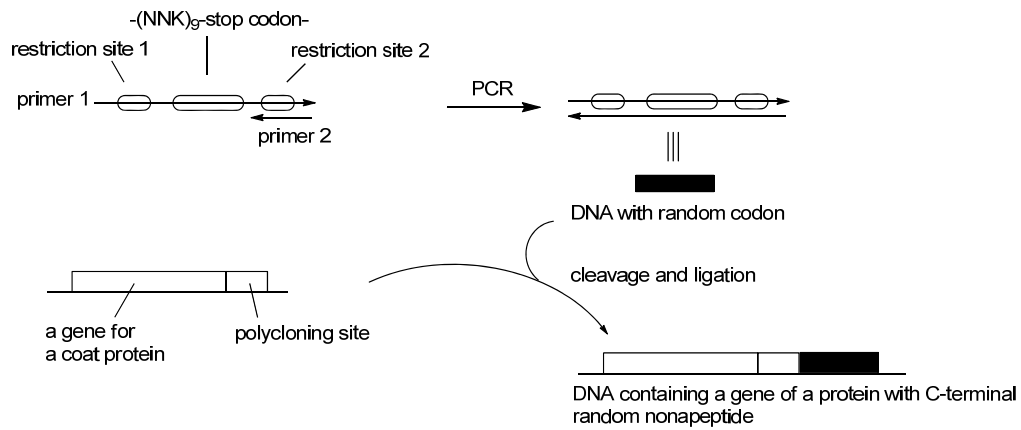 -(NNK)9-stop codon-
restriction site 1
restriction site 2
primer 1
primer 2
PCR
DNA with random codon
cleavage and ligation
a gene for
a coat protein
polycloning site
DNA containing a gene of a protein with C-terminal
random nonapeptide